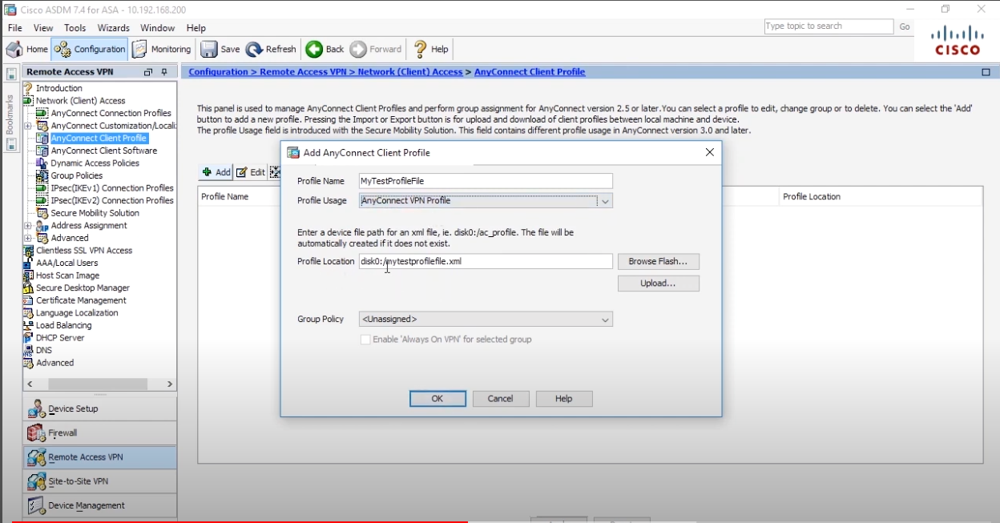 Cisco ASDM 7.4 for ASA - 10.192.168.200
File View Tools Wizards Window Help
Type topic to search Go
Home Configuration Monitoring Save Refresh Back Forward Help
CISCO
Bookmarks
Remote Access VPN
Introduction
Network (Client) Access
AnyConnect Connection Profiles
AnyConnect Customization/Locali
AnyConnect Client Profile
AnyConnect Client Software
Dynamic Access Policies
Group Policies
IPsec(IKEv1) Connection Profiles
IPsec(IKEv2) Connection Profiles
Secure Mobility Solution
Address Assignment
Advanced
Clientless SSL VPN Access
AAA/Local Users
Host Scan Image
Secure Desktop Manager
Certificate Management
Language Localization
Load Balancing
DHCP Server
DNS
Advanced
Device Setup
Firewall
Remote Access VPN
Site-to-Site VPN
Device Management
Configuration > Remote Access VPN > Network (Client) Access > AnyConnect Client Profile
This panel is used to manage AnyConnect Client Profiles and perform group assignment for AnyConnect version 2.5 or later.You can select a profile to edit, change group or to delete. You can select the 'Add'
button to add a new profile. Pressing the Import or Export button is for upload and download of client profiles between local machine and device.
The profile Usage field is introduced with the Secure Mobility Solution. This field contains different profile usage in AnyConnect version 3.0 and later.
Add Edit
Profile Name Profile Location
Add AnyConnect Client Profile
Profile Name MyTestProfileFile
Profile Usage AnyConnect VPN Profile
Enter a device file path for an xml file, ie. disk0:/ac_profile. The file will be
automatically created if it does not exist.
Profile Location disk0:/mytestprofilefile.xml Browse Flash...
Upload...
Group Policy <Unassigned>
Enable 'Always On VPN' for selected group
OK Cancel Help